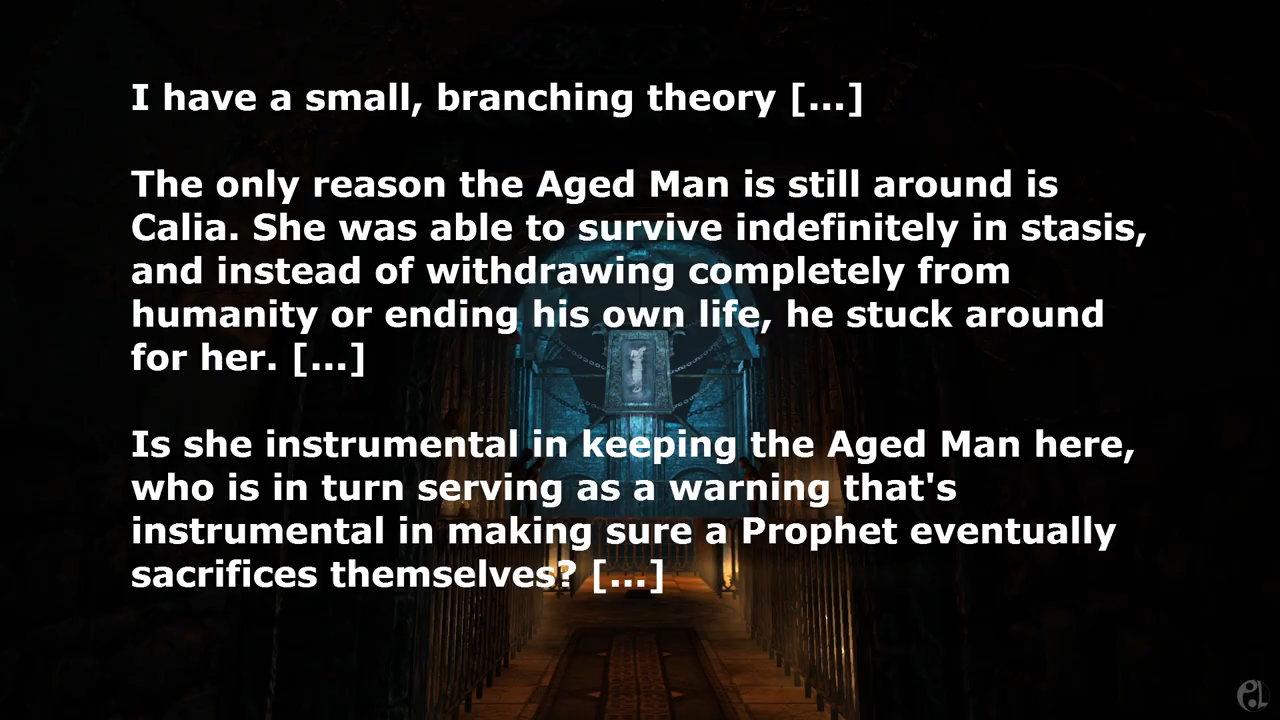 I have a small, branching theory [...]
The only reason the Aged Man is still around is
Calia. She was able to survive indefinitely in stasis,
and instead of withdrawing completely from
humanity or ending his own life, he stuck around
for her. [...]
Is she instrumental in keeping the Aged Man here,
who is in turn serving as a warning that's
instrumental in making sure a Prophet eventually
sacrifices themselves? [...]